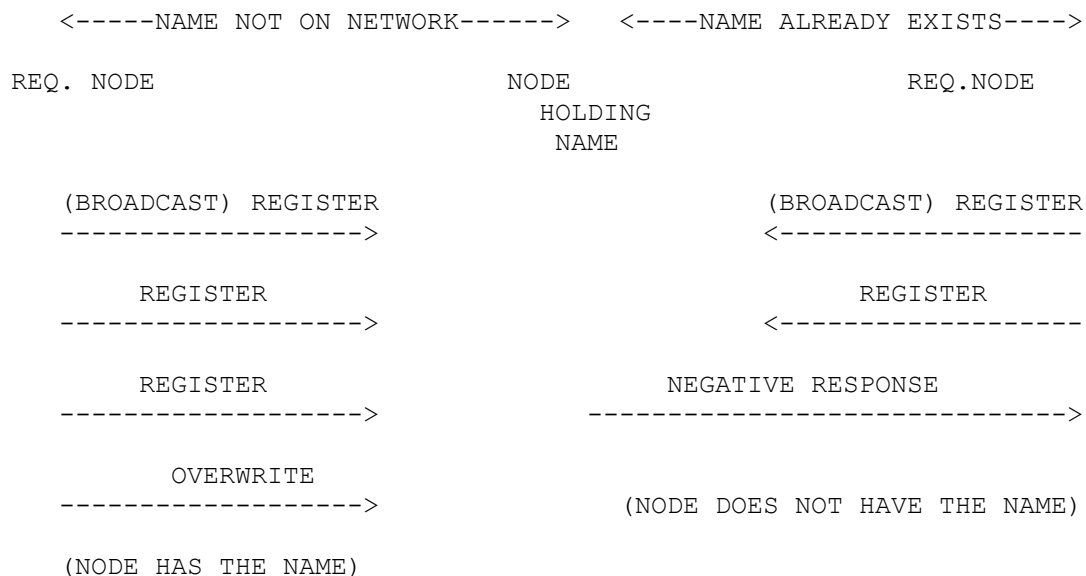 <-----NAME NOT ON NETWORK------> <----NAME ALREADY EXISTS---->
REQ. NODE NODE REQ.NODE
HOLDING
NAME
(BROADCAST) REGISTER (BROADCAST) REGISTER
-------------------> <-------------------
REGISTER REGISTER
-------------------> <-------------------
REGISTER NEGATIVE RESPONSE
-------------------> ------------------------------>
OVERWRITE
-------------------> (NODE DOES NOT HAVE THE NAME)
(NODE HAS THE NAME)